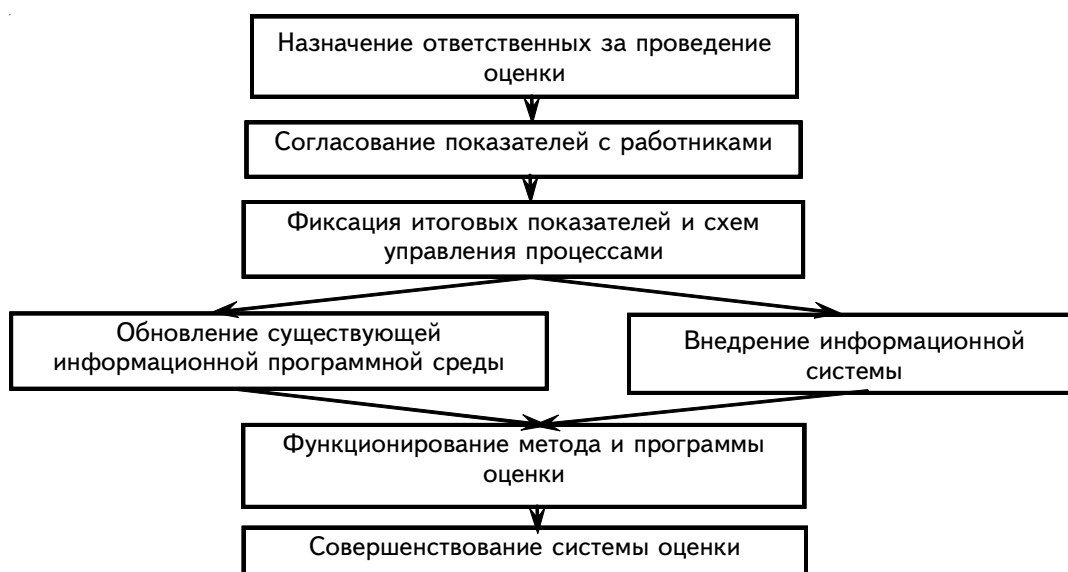 Назначение ответственных за проведение
оценки
Согласование показателей с работниками
Фиксация итоговых показателей и схем
управления процессами
Обновление существующей
информационной программной среды
Внедрение информационной
системы
Функционирование метода и программы
оценки
Совершенствование системы оценки